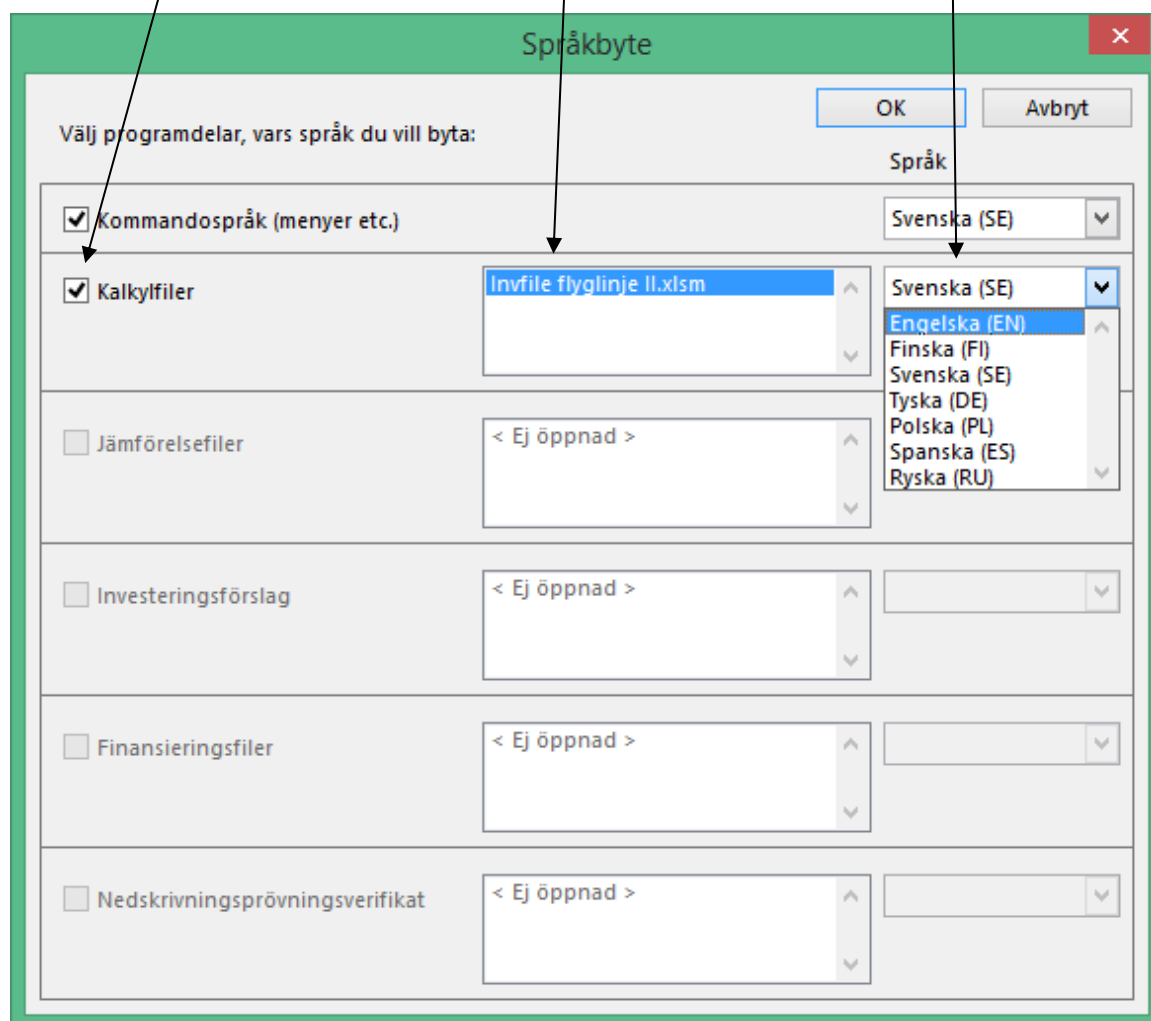 Språkbyte
OK Avbryt
Välj programdelar, vars språk du vill byta:
Språk
Kommandospråk (menyer etc.) Svenska (SE)
Kalkylfiler Invfile flyglinje II.xlsm Svenska (SE)
Engelska (EN)
Finska (FI)
Svenska (SE)
Tyska (DE)
Polska (PL)
Spanska (ES)
Ryska (RU)
Jämförelsefiler < Ej öppnad >
Investeringsförslag < Ej öppnad >
Finansieringsfiler < Ej öppnad >
Nedskrivningsprövningsverifikat < Ej öppnad >